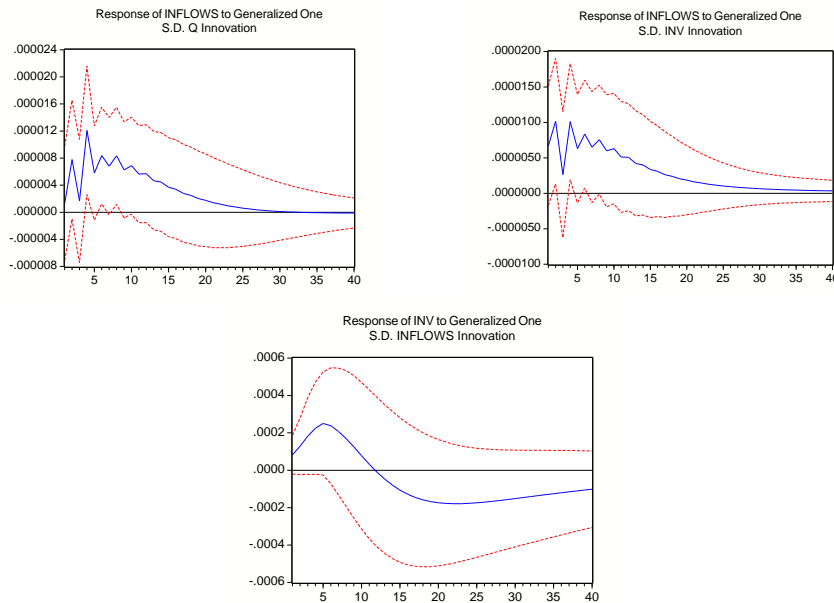 Response of INFLOWS to Generalized One
S.D. Q Innovation
.000024
.000020
.000016
.000012
.000008
.000004
.000000
-.000004
-.000008
5 10 15 20 25 30 35 40
Response of INFLOWS to Generalized One
S.D. INV Innovation
.0000200
.0000150
.0000100
.0000050
.0000000
-.0000050
-.0000100
5 10 15 20 25 30 35 40
Response of INV to Generalized One
S.D. INFLOWS Innovation
.0006
.0004
.0002
.0000
-.0002
-.0004
-.0006
5 10 15 20 25 30 35 40